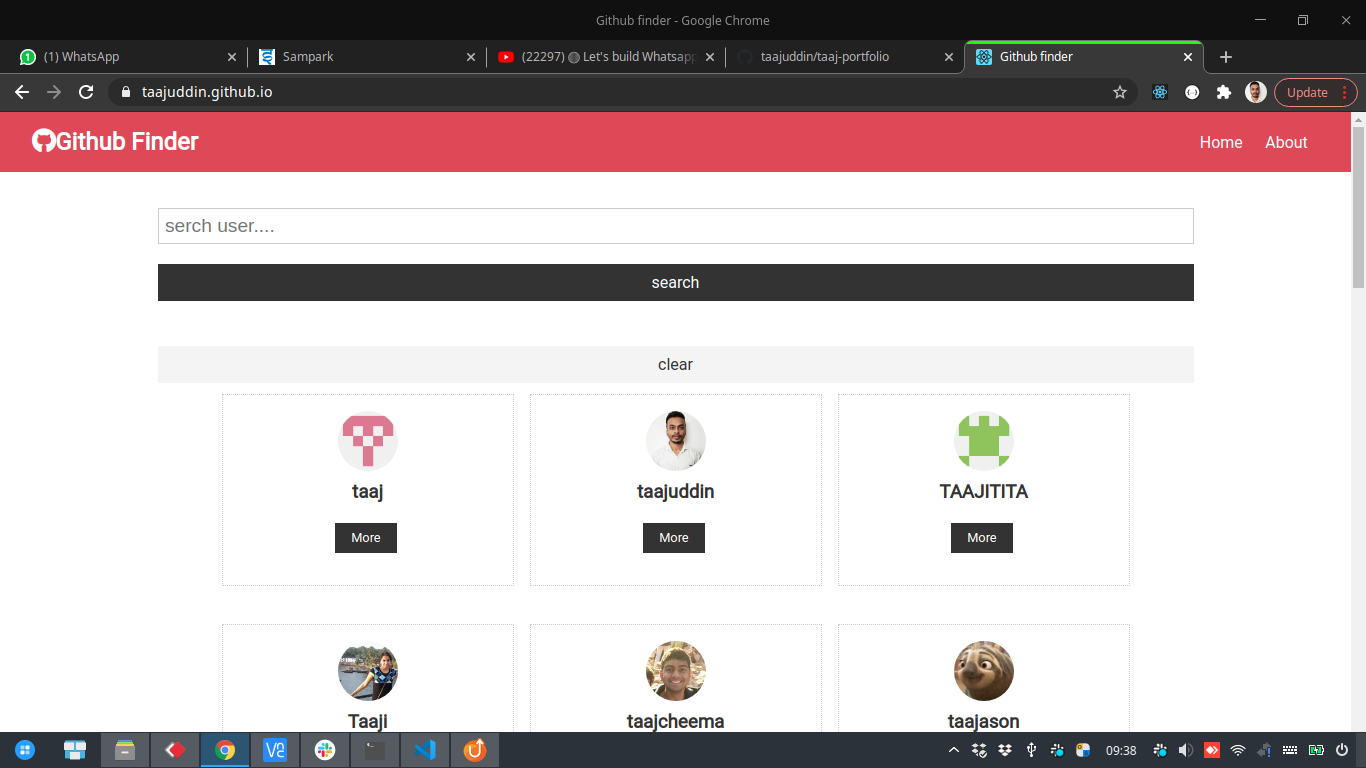 Github finder - Google Chrome
(1) WhatsApp
Sampark
(22297) Let's build Whatsapp
taajuddin/taaj-portfolio
Github finder
taajuddin.github.io
Update
Github Finder
Home
About
serch user....
search
clear
taaj
taajuddin
TAAJITITA
More
More
More
Taaji
taajcheema
taajason
09:38